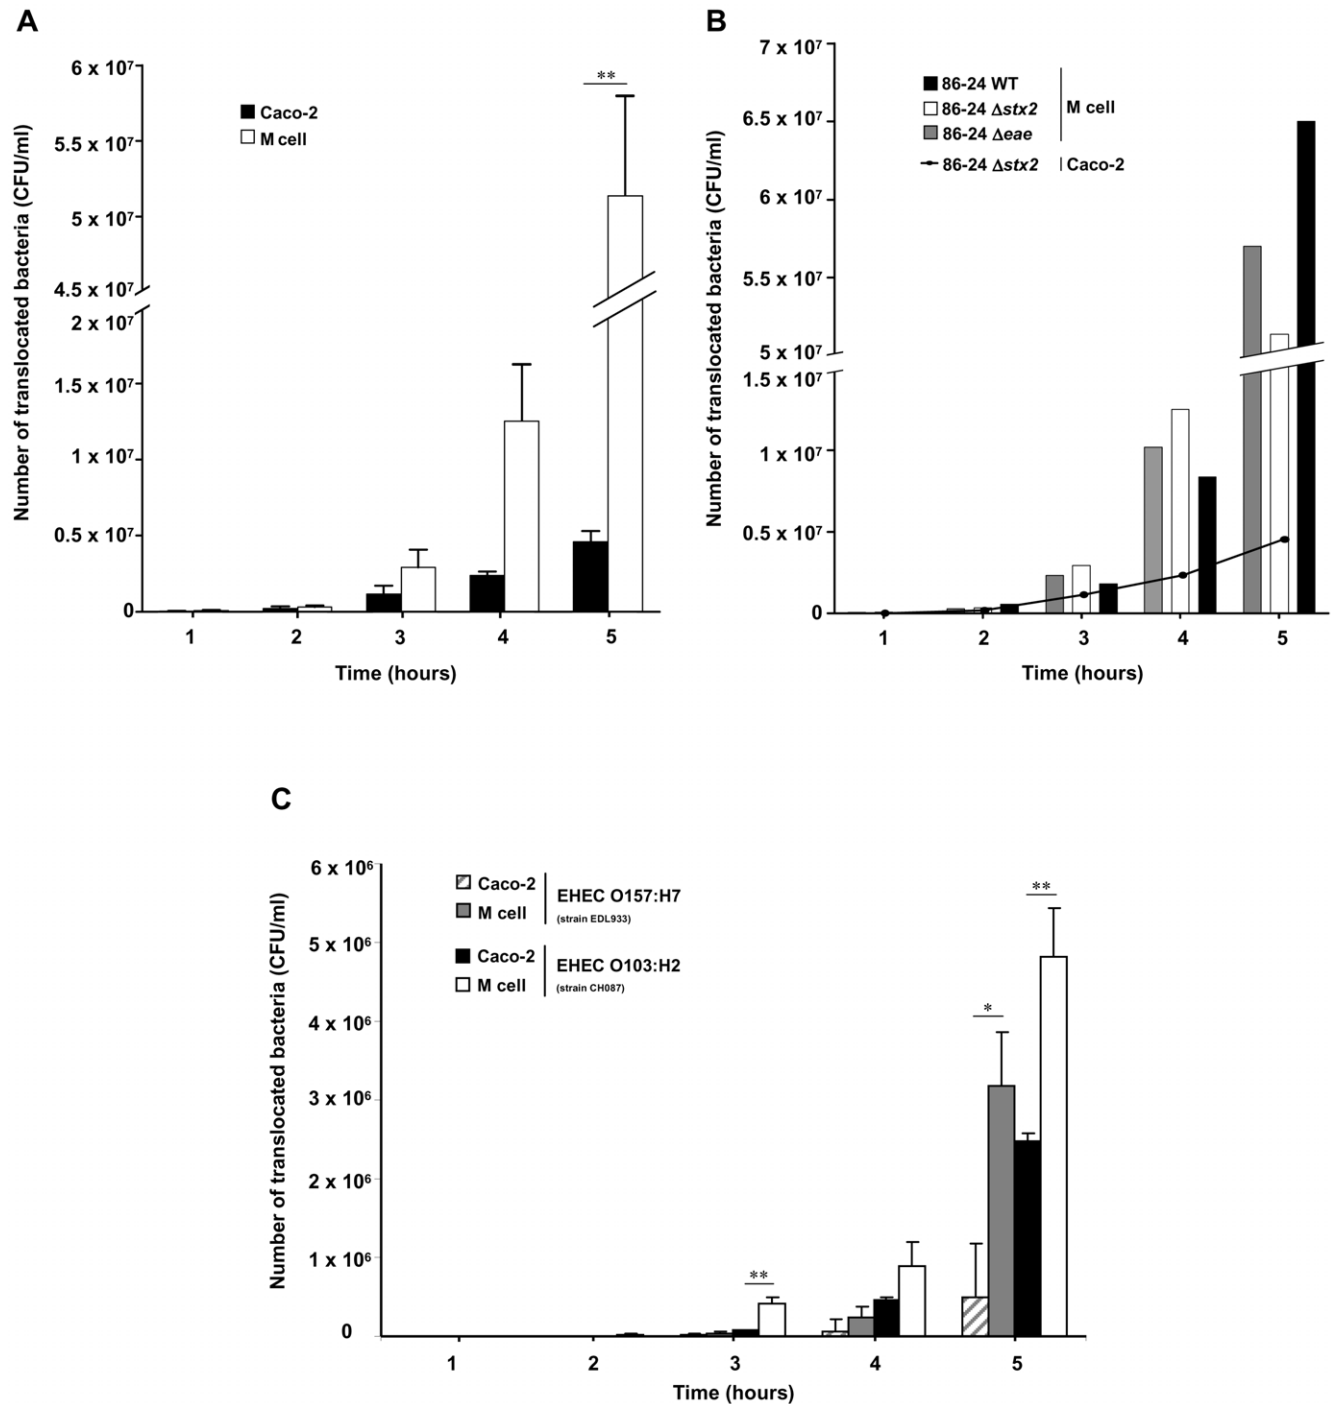 A
Number of translocated bacteria (CFU/ml)
6 x 10⁷
5.5 x 10⁷
5 x 10⁷
4.5 x 10⁷
2 x 10⁷
1.5 x 10⁷
1 x 10⁷
0.5 x 10⁷
0
Caco-2
M cell
**
1 2 3 4 5
Time (hours)
B
Number of translocated bacteria (CFU/ml)
7 x 10⁷
6.5 x 10⁷
6 x 10⁷
5.5 x 10⁷
5 x 10⁷
1.5 x 10⁷
1 x 10⁷
0.5 x 10⁷
0
86-24 WT
86-24 Δstx2
86-24 Δeae
M cell
86-24 Δstx2 | Caco-2
1 2 3 4 5
Time (hours)
C
Number of translocated bacteria (CFU/ml)
6 x 10⁶
5 x 10⁶
4 x 10⁶
3 x 10⁶
2 x 10⁶
1 x 10⁶
0
Caco-2
M cell
EHEC O157:H7
(strain EDL933)
Caco-2
M cell
EHEC O103:H2
(strain CH087)
**
*
**
1 2 3 4 5
Time (hours)